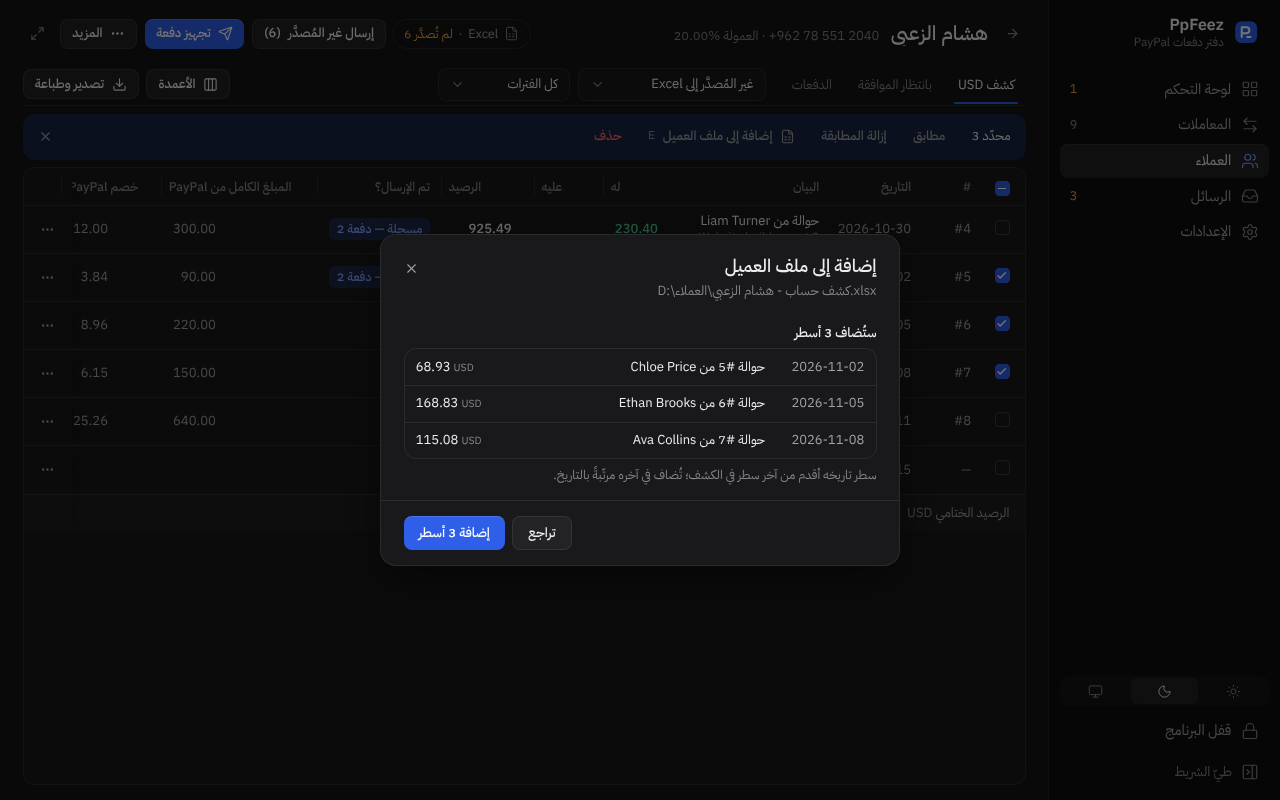 PpFeez
دفتر دفعات PayPal
لوحة التحكم 1
المعاملات 9
العملاء
الرسائل 3
الإعدادات
قفل البرنامج
طيّ الشريط
هشام الزعبي
+962 78 551 2040 · العمولة 20.00%
Excel · لم تُصدَّر 6
إرسال غير المُصدَّر (6)
تجهيز دفعة
المزيد
كشف USD
بانتظار الموافقة
الدفعات
غير المُصدَّر إلى Excel
كل الفترات
الأعمدة
تصدير وطباعة
محدّد 3
مطابق
إزالة المطابقة
إضافة إلى ملف العميل E
حذف
# التاريخ البيان له عليه الرصيد تم الإرسال؟ المبلغ الكامل من PayPal خصم PayPal
#4 2026-10-30 حوالة من Liam Turner 230.40 925.49 مسجلة — دفعة 2 300.00 12.00
#5 دفعة 2 90.00 3.84
#6 220.00 8.96
#7 150.00 6.15
#8 640.00 25.26
—
الرصيد الختامي USD
إضافة إلى ملف العميل
D:\العملاء\كشف حساب - هشام الزعبي.xlsx
ستُضاف 3 أسطر
2026-11-02 حوالة #5 من Chloe Price 68.93 USD
2026-11-05 حوالة #6 من Ethan Brooks 168.83 USD
2026-11-08 حوالة #7 من Ava Collins 115.08 USD
سطر تاريخه أقدم من آخر سطر في الكشف؛ تُضاف في آخره مرتّبةً بالتاريخ.
تراجع
إضافة 3 أسطر